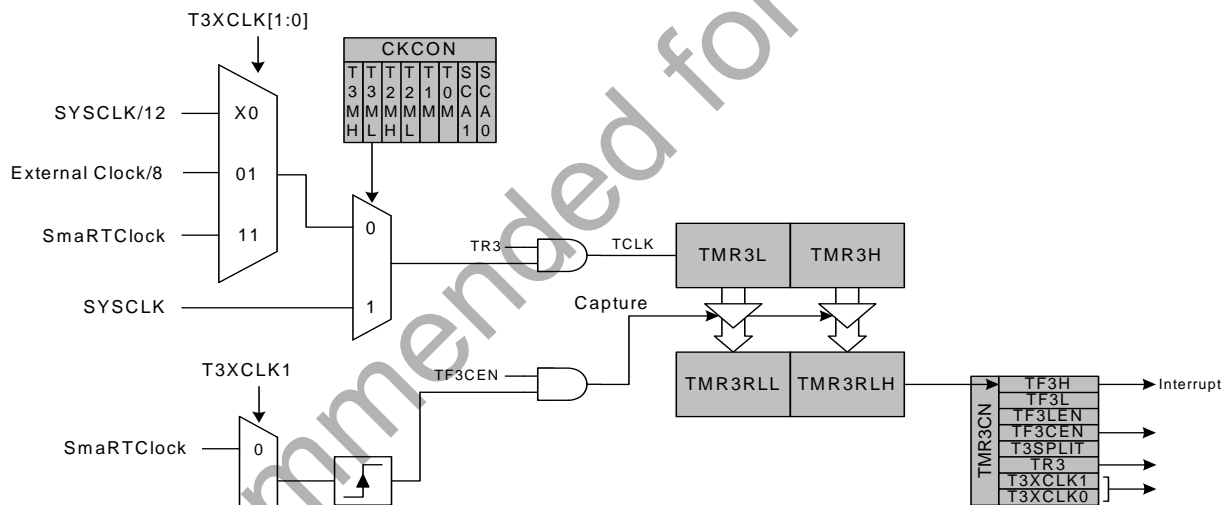 T3XCLK[1:0]
CKCON
T3MH T3ML T2MH T2ML T1M T0M SCA1 SCA0
SYSCLK/12
X0
External Clock/8
01
SmaRTClock
11
0
SYSCLK
1
TR3
TCLK
TMR3L
TMR3H
Capture
TF3CEN
TMR3RLL
TMR3RLH
T3XCLK1
SmaRTClock
0
TMR3CN
TF3H
TF3L
TF3LEN
TF3CEN
T3SPLIT
TR3
T3XCLK1
T3XCLK0
Interrupt
mmended for